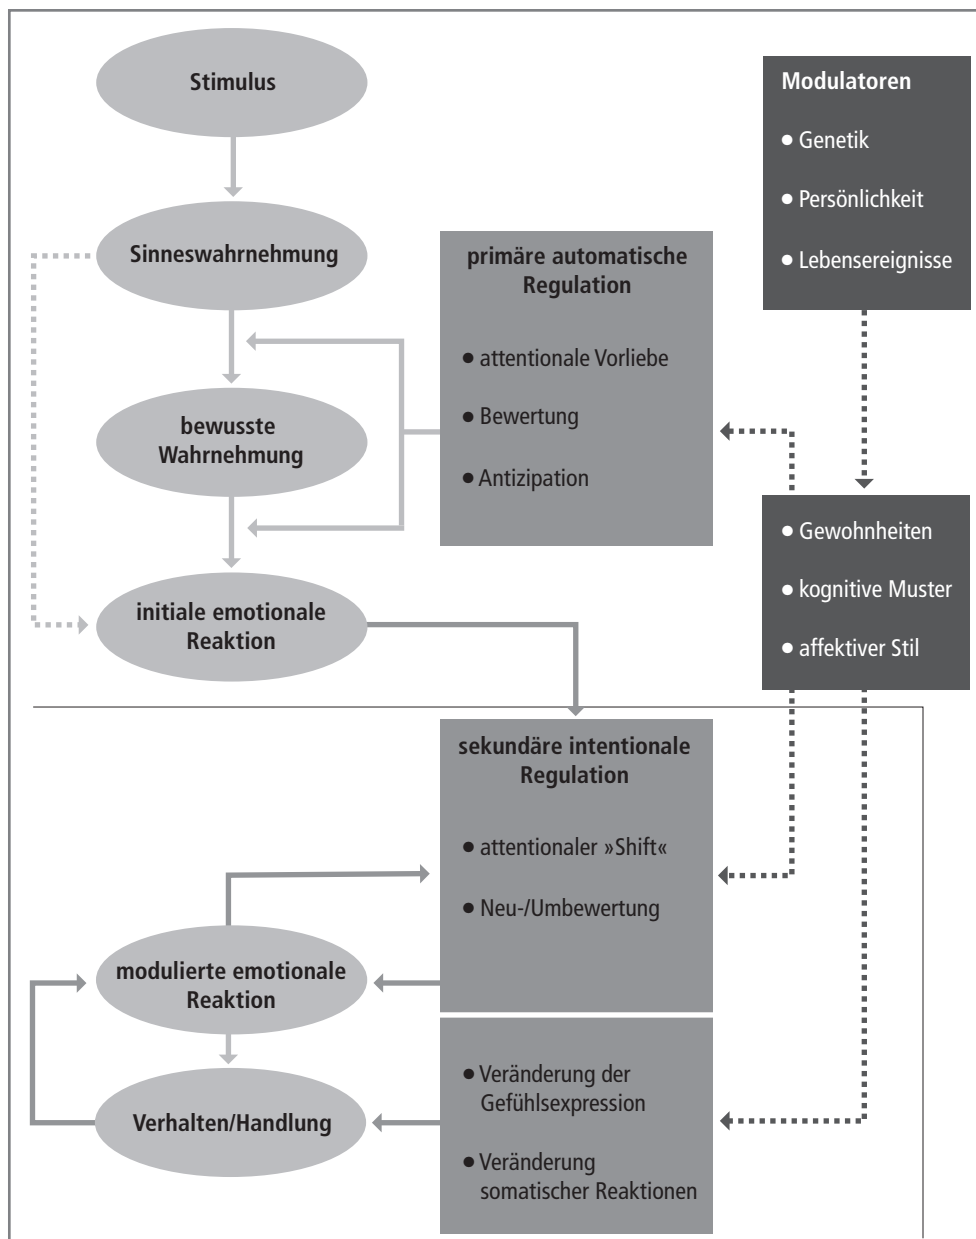 Stimulus
Sinneswahrnehmung
bewusste
Wahrnehmung
initiale emotionale
Reaktion
primäre automatische
Regulation
● attentionale Vorliebe
● Bewertung
● Antizipation
Modulatoren
● Genetik
● Persönlichkeit
● Lebensereignisse
● Gewohnheiten
● kognitive Muster
● affektiver Stil
sekundäre intentionale
Regulation
● attentionaler »Shift«
● Neu-/Umbewertung
modulierte emotionale
Reaktion
Verhalten/Handlung
● Veränderung der
Gefühlsexpression
● Veränderung
somatischer Reaktionen